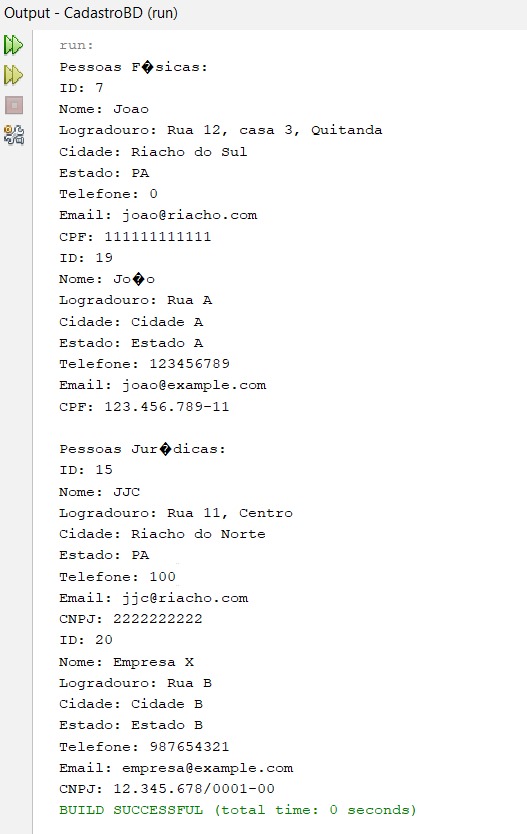 Output - CadastroBD (run)
run:
Pessoas F�sicas:
ID: 7
Nome: Joao
Logradouro: Rua 12, casa 3, Quitanda
Cidade: Riacho do Sul
Estado: PA
Telefone: 0
Email: joao@riacho.com
CPF: 111111111111
ID: 19
Nome: Jo�o
Logradouro: Rua A
Cidade: Cidade A
Estado: Estado A
Telefone: 123456789
Email: joao@example.com
CPF: 123.456.789-11
Pessoas Jur�dicas:
ID: 15
Nome: JJC
Logradouro: Rua 11, Centro
Cidade: Riacho do Norte
Estado: PA
Telefone: 100
Email: jjc@riacho.com
CNPJ: 2222222222
ID: 20
Nome: Empresa X
Logradouro: Rua B
Cidade: Cidade B
Estado: Estado B
Telefone: 987654321
Email: empresa@example.com
CNPJ: 12.345.678/0001-00
BUILD SUCCESSFUL (total time: 0 seconds)